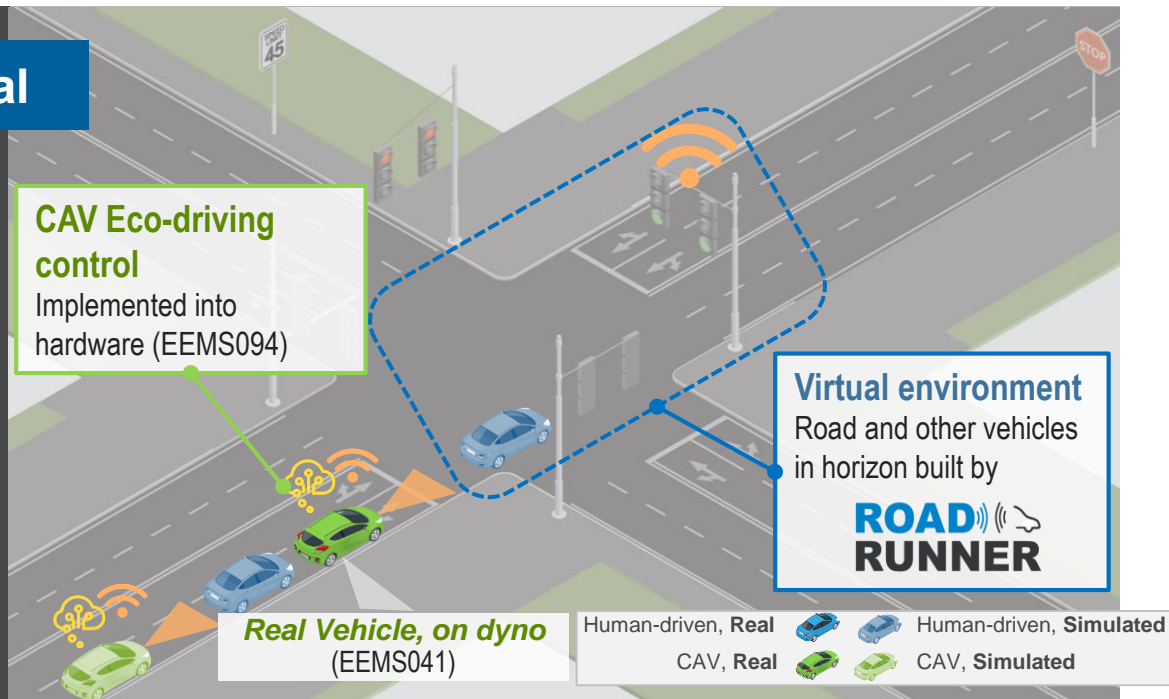 al
SPEED
LIMIT
45
STOP
CAV Eco-driving
control
Implemented into
hardware (EEMS094)
Virtual environment
Road and other vehicles
in horizon built by
ROAD
RUNNER
Real Vehicle, on dyno
(EEMS041)
Human-driven, Real
Human-driven, Simulated
CAV, Real
CAV, Simulated